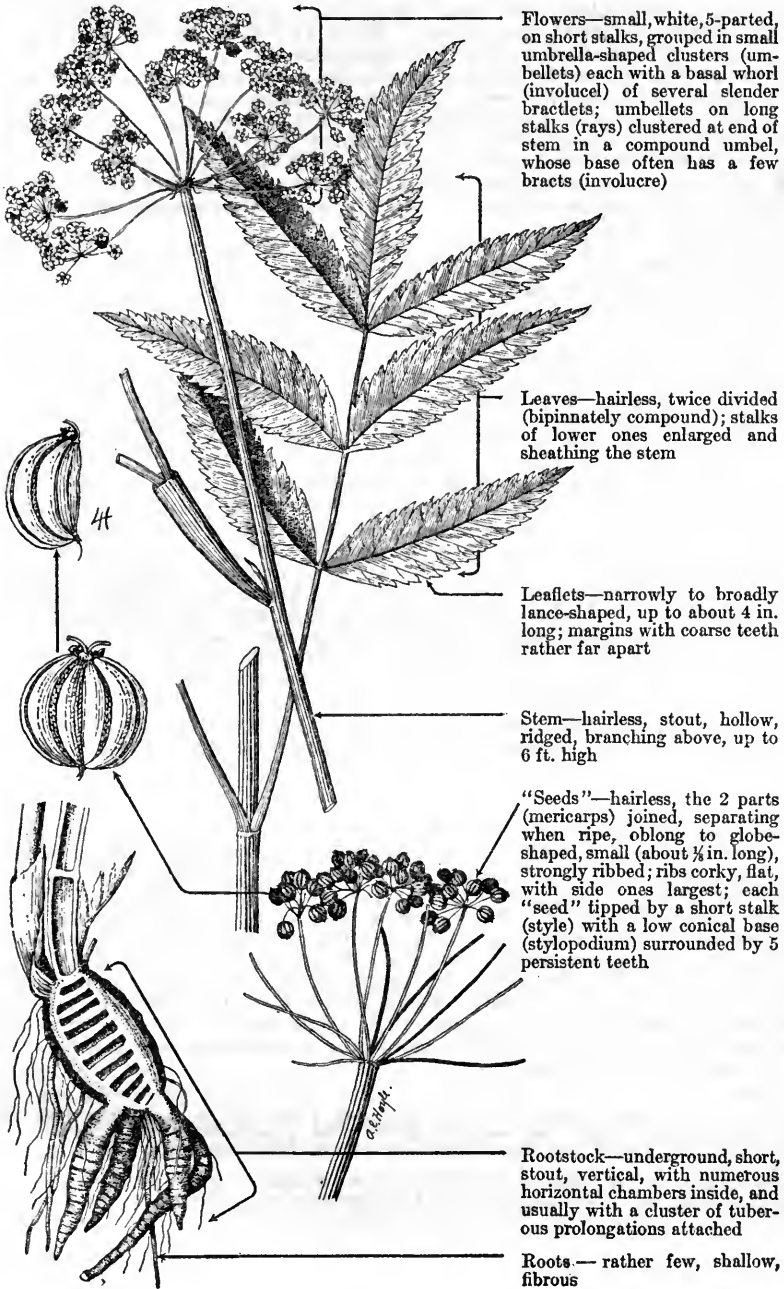 Flowers—small, white, 5-parted,
on short stalks, grouped in small
umbrella-shaped clusters (um-
bellets) each with a basal whorl
(involucel) of several slender
bractlets; umbellets on long
stalks (rays) clustered at end of
stem in a compound umbel,
whose base often has a few
bracts (involucre)
Leaves—hairless, twice divided
(bipinnately compound); stalks
of lower ones enlarged and
sheathing the stem
4X
Leaflets—narrowly to broadly
lance-shaped, up to about 4 in.
long; margins with coarse teeth
rather far apart
Stem—hairless, stout, hollow,
ridged, branching above, up to
6 ft. high
"Seeds"—hairless, the 2 parts
(mericarps) joined, separating
when ripe, oblong to globe-
shaped, small (about ⅛ in. long),
strongly ribbed; ribs corky, flat,
with side ones largest; each
"seed" tipped by a short stalk
(style) with a low conical base
(stylopodium) surrounded by 5
persistent teeth
Rootstock—underground, short,
stout, vertical, with numerous
horizontal chambers inside, and
usually with a cluster of tuber-
ous prolongations attached
Roots—rather few, shallow,
fibrous